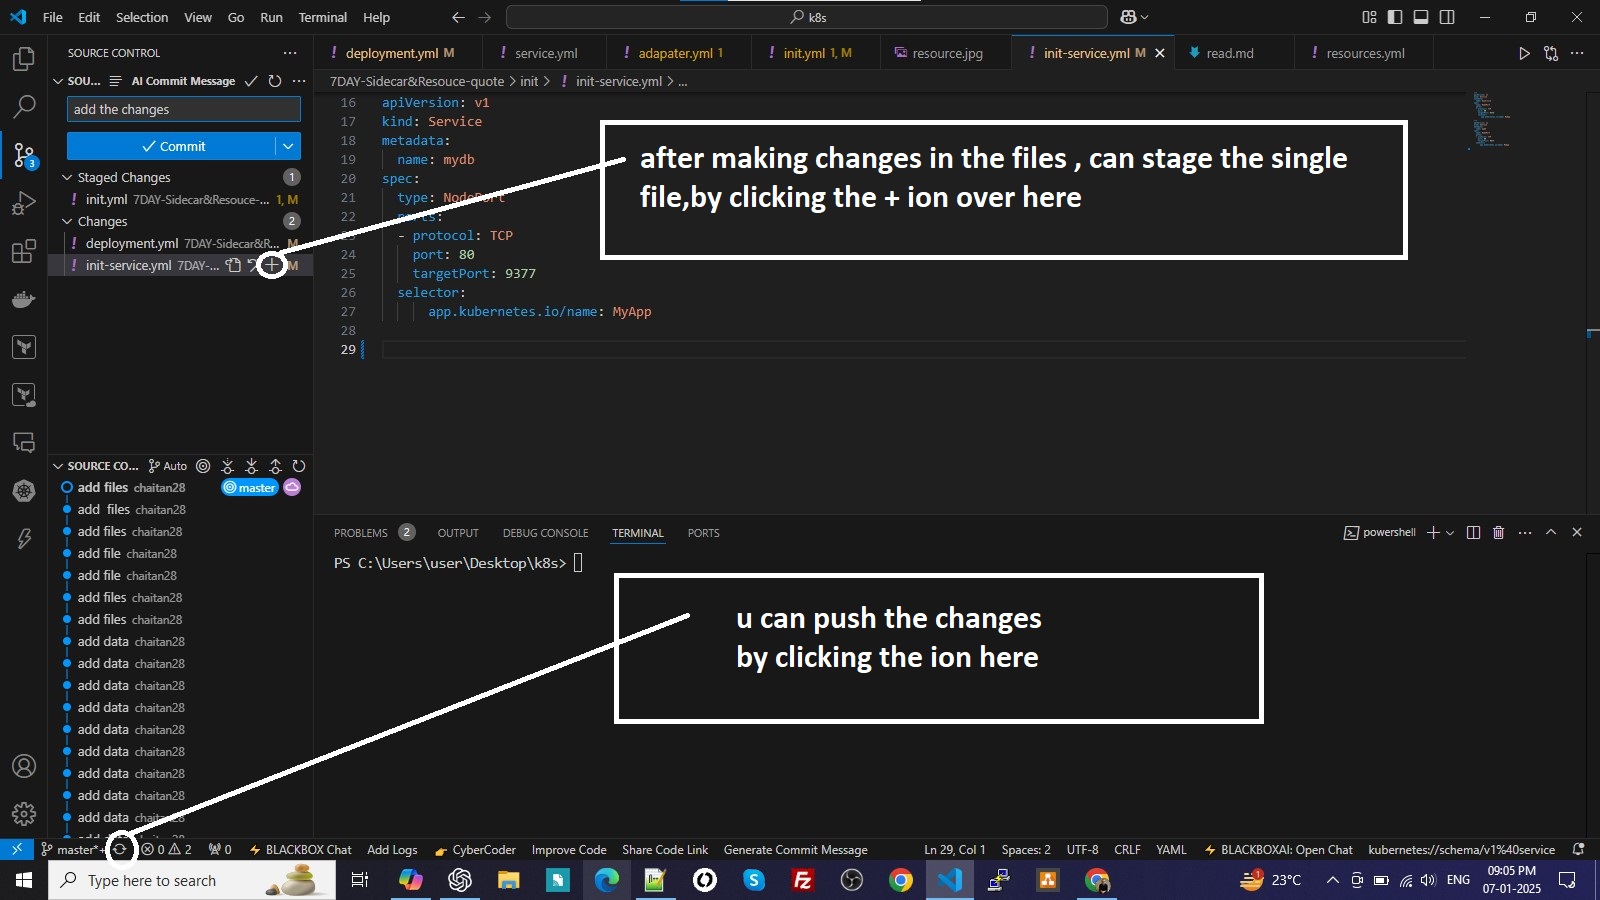 File Edit Selection View Go Run Terminal Help
k8s
SOURCE CONTROL
deployment.yml M
service.yml
adapater.yml 1
init.yml 1, M
resource.jpg
init-service.yml M
read.md
resources.yml
SOU... AI Commit Message
add the changes
Commit
Staged Changes 1
init.yml 7DAY-Sidecar&Resouce-... 1, M
Changes 2
deployment.yml 7DAY-Sidecar&R... M
init-service.yml 7DAY-... M
3
7DAY-Sidecar&Resouce-quote > init > ! init-service.yml > ...
16 apiVersion: v1
17 kind: Service
18 metadata:
19 name: mydb
20 spec:
21 type: NodePort
22 ports:
23 - protocol: TCP
24 port: 80
25 targetPort: 9377
26 selector:
27 app.kubernetes.io/name: MyApp
28
29
after making changes in the files , can stage the single
file,by clicking the + ion over here
SOURCE CO... Auto
add files chaitan28 master
add files chaitan28
add files chaitan28
add file chaitan28
add file chaitan28
add files chaitan28
add files chaitan28
add data chaitan28
add data chaitan28
add data chaitan28
add data chaitan28
add data chaitan28
add data chaitan28
add data chaitan28
add data chaitan28
add data chaitan28
PROBLEMS 2 OUTPUT DEBUG CONSOLE TERMINAL PORTS
powershell
PS C:\Users\user\Desktop\k8s>
u can push the changes
by clicking the ion here
master*+ 0 2 0 BLACKBOX Chat Add Logs CyberCoder Improve Code Share Code Link Generate Commit Message Ln 29, Col 1 Spaces: 2 UTF-8 CRLF YAML BLACKBOXAI: Open Chat kubernetes://schema/v1%40service
Type here to search
1
23°C
ENG
09:05 PM
07-01-2025